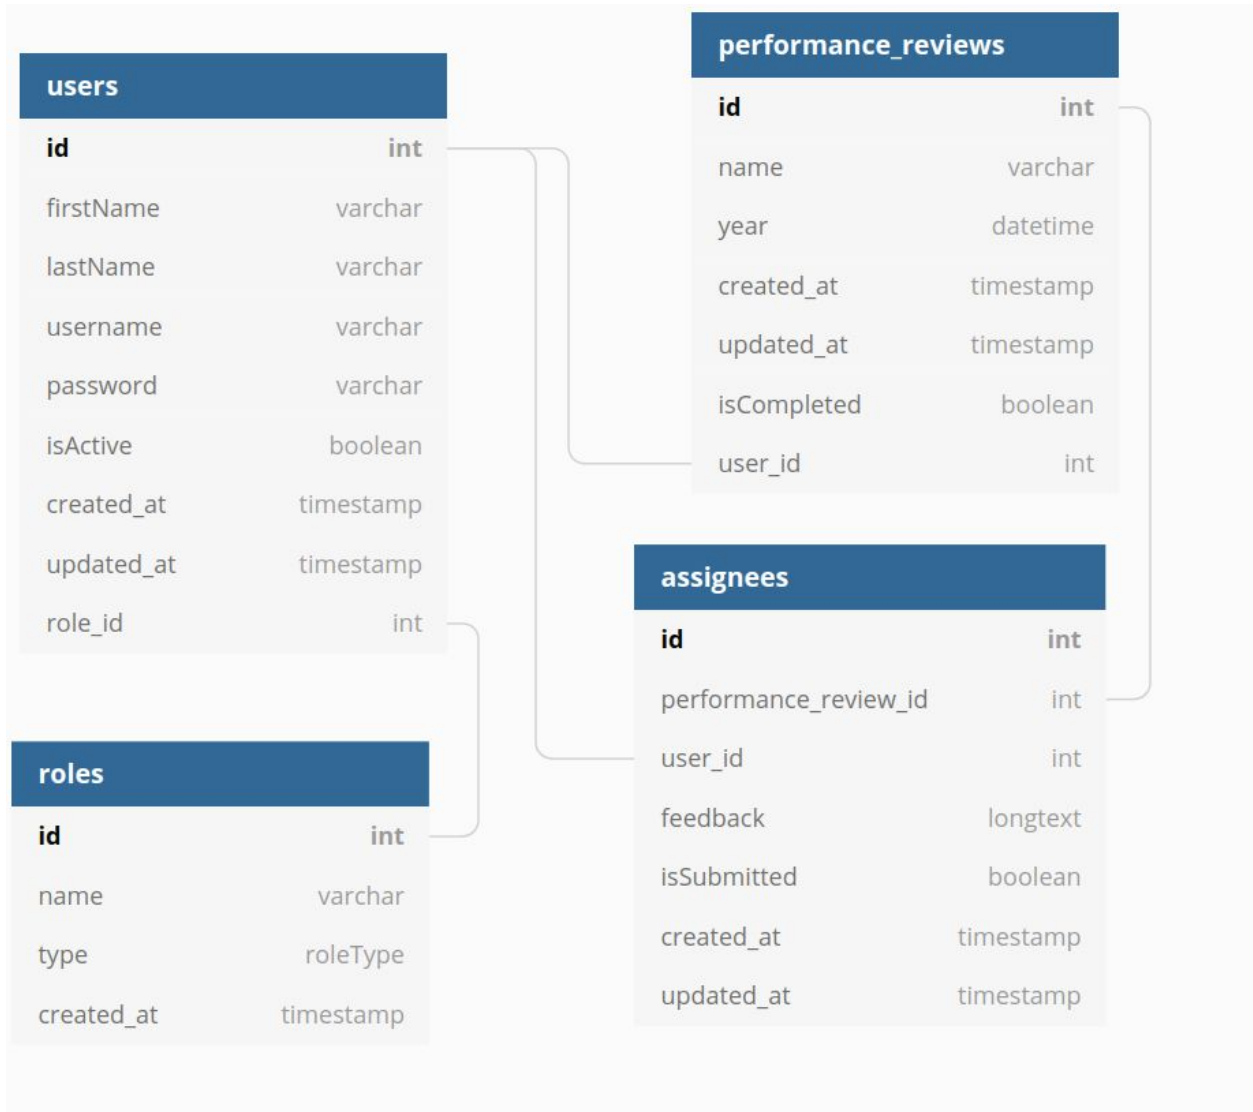 users
id int
firstName varchar
lastName varchar
username varchar
password varchar
isActive boolean
created_at timestamp
updated_at timestamp
role_id int
performance_reviews
id int
name varchar
year datetime
created_at timestamp
updated_at timestamp
isCompleted boolean
user_id int
assignees
id int
performance_review_id int
user_id int
feedback longtext
isSubmitted boolean
created_at timestamp
updated_at timestamp
roles
id int
name varchar
type roleType
created_at timestamp